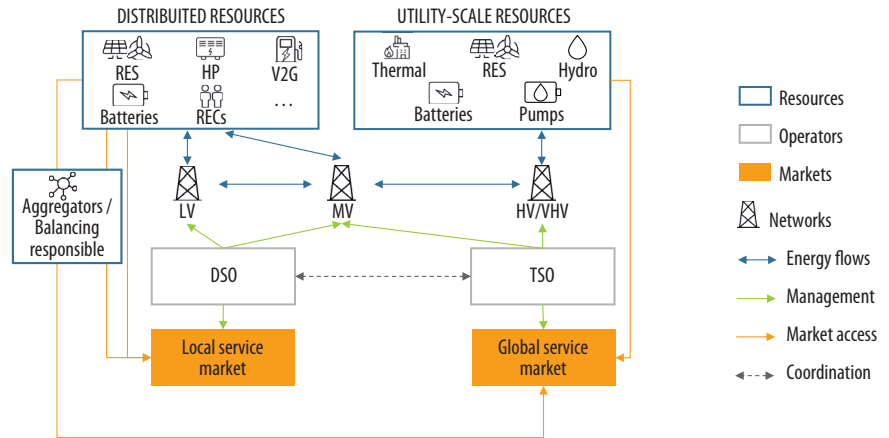 DISTRIBUITED RESOURCES
UTILITY-SCALE RESOURCES
RES
HP
V2G
Batteries
RECs
...
Thermal
RES
Hydro
Batteries
Pumps
Aggregators /
Balancing
responsible
LV
MV
HV/VHV
DSO
TSO
Local service
market
Global service
market
Resources
Operators
Markets
Networks
Energy flows
Management
Market access
Coordination